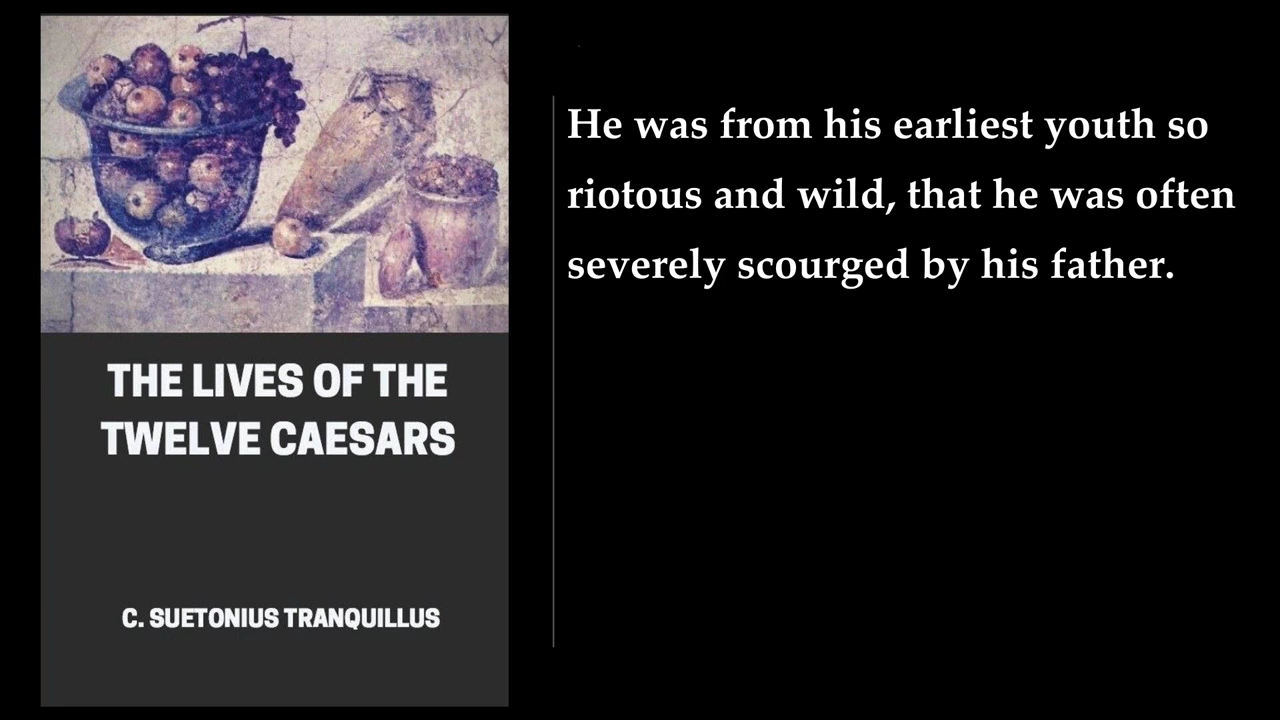 THE LIVES OF THE
TWELVE CAESARS
C. SUETONIUS TRANQUILLUS
He was from his earliest youth so
riotous and wild, that he was often
severely scourged by his father.